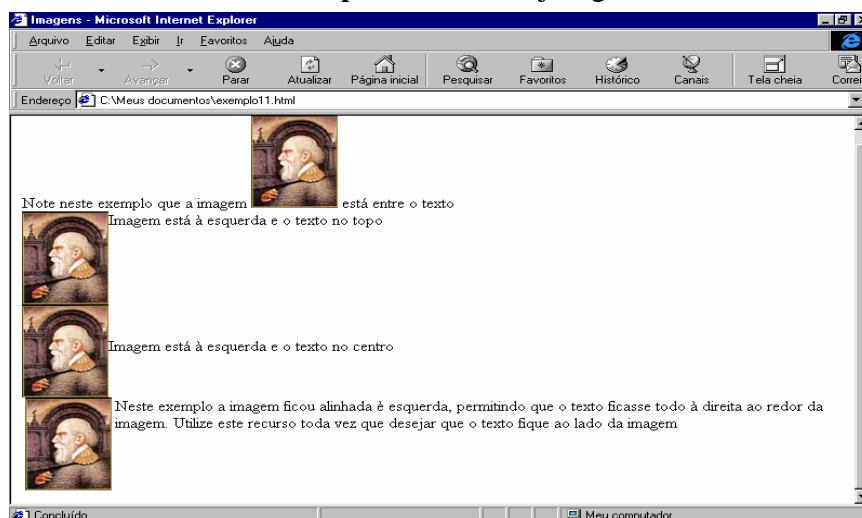 Imagens - Microsoft Internet Explorer
Arquivo Editar Exibir Ir Favoritos Ajuda
Voltar Avançar Parar Atualizar Página inicial Pesquisar Favoritos Histórico Canais Tela cheia Correi
Endereço C:\Meus documentos\exemplo11.html
Note neste exemplo que a imagem está entre o texto
Imagem está à esquerda e o texto no topo
Imagem está à esquerda e o texto no centro
Neste exemplo a imagem ficou alinhada è esquerda, permitindo que o texto ficasse todo à direita ao redor da
imagem. Utilize este recurso toda vez que desejar que o texto fique ao lado da imagem
Concluído Meu computador